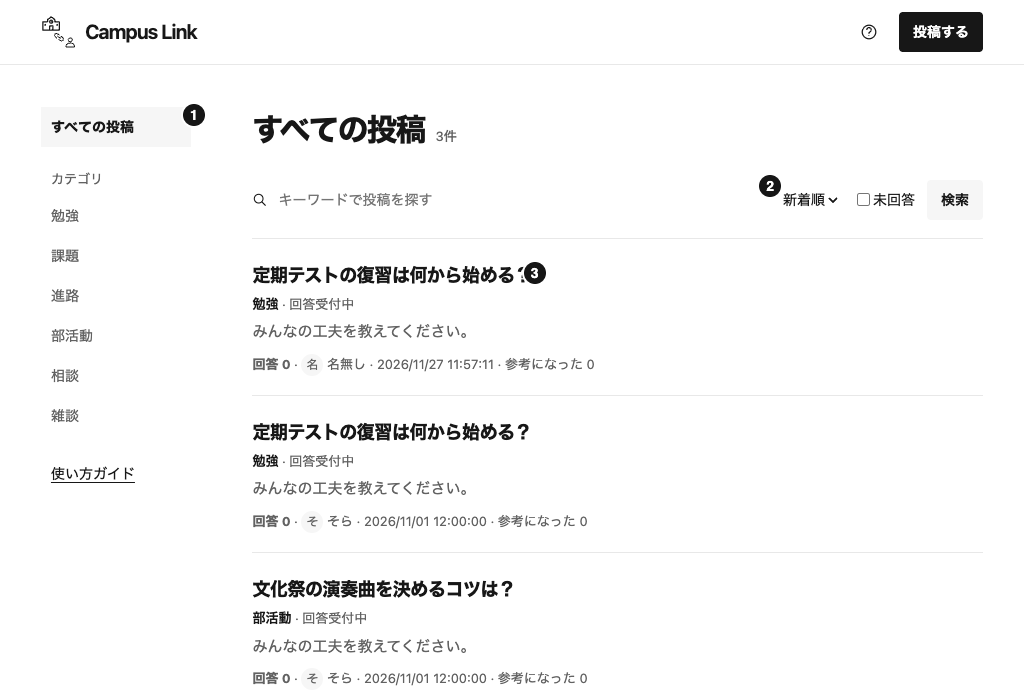 Campus Link
投稿する
すべての投稿
1
カテゴリ
勉強
課題
進路
部活動
相談
雑談
使い方ガイド
すべての投稿 3件
キーワードで投稿を探す
2
新着順 未回答 検索
定期テストの復習は何から始める?
3
勉強 · 回答受付中
みんなの工夫を教えてください。
回答 0 · 名 名無し · 2026/11/27 11:57:11 · 参考になった 0
定期テストの復習は何から始める？
勉強 · 回答受付中
みんなの工夫を教えてください。
回答 0 · そ そら · 2026/11/01 12:00:00 · 参考になった 0
文化祭の演奏曲を決めるコツは？
部活動 · 回答受付中
みんなの工夫を教えてください。
回答 0 · そ そら · 2026/11/01 12:00:00 · 参考になった 0